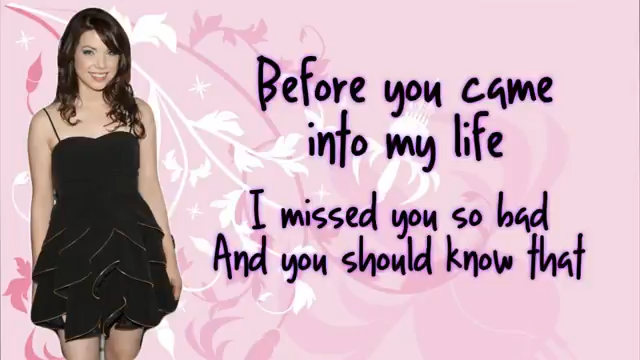 Before you came
into my life
I missed you so bad
And you should know that